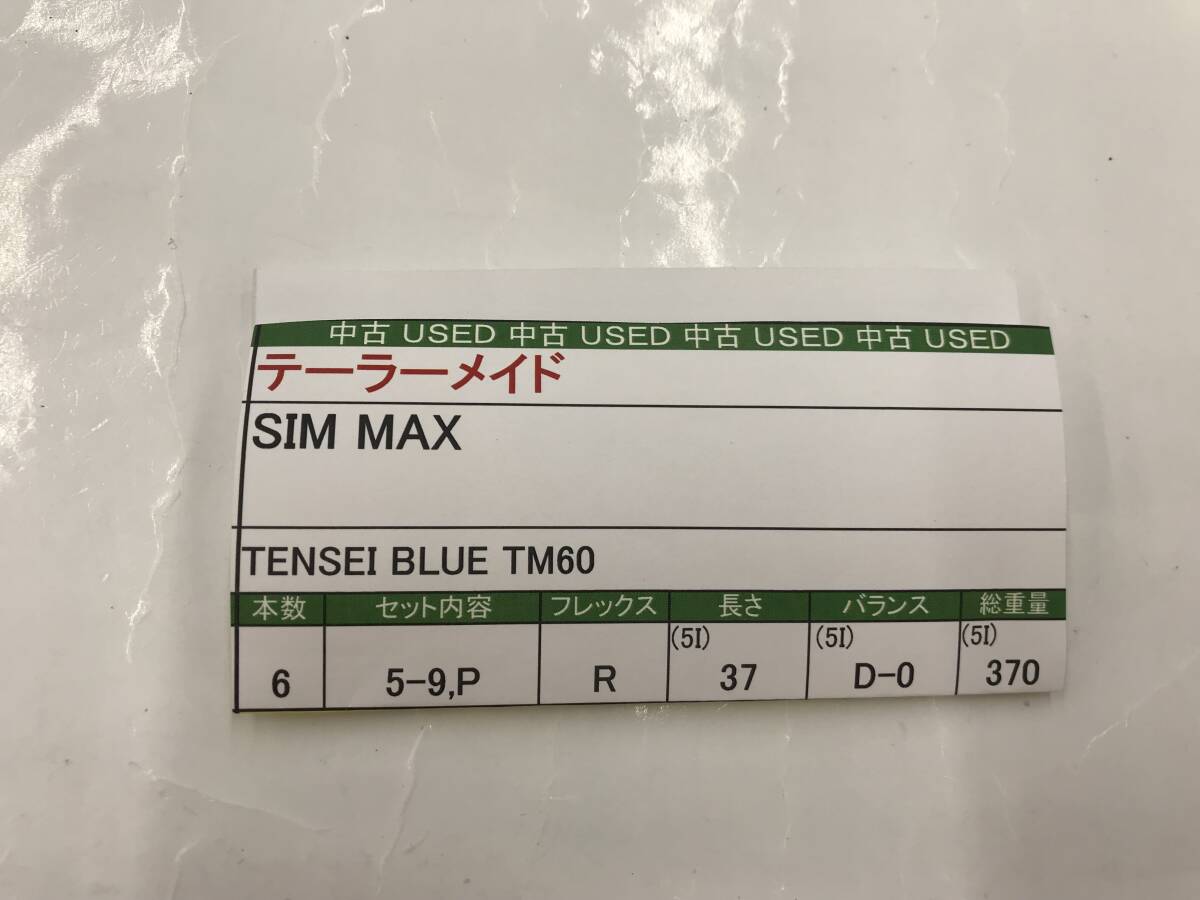 中古 USED 中古 USED 中古 USED 中古 USED
テーラーメイド
SIM MAX
TENSEI BLUE TM60
本数 セット内容 フレックス 長さ バランス 総重量
(5I) (5I) (5I)
6 5-9,P R 37 D-0 370